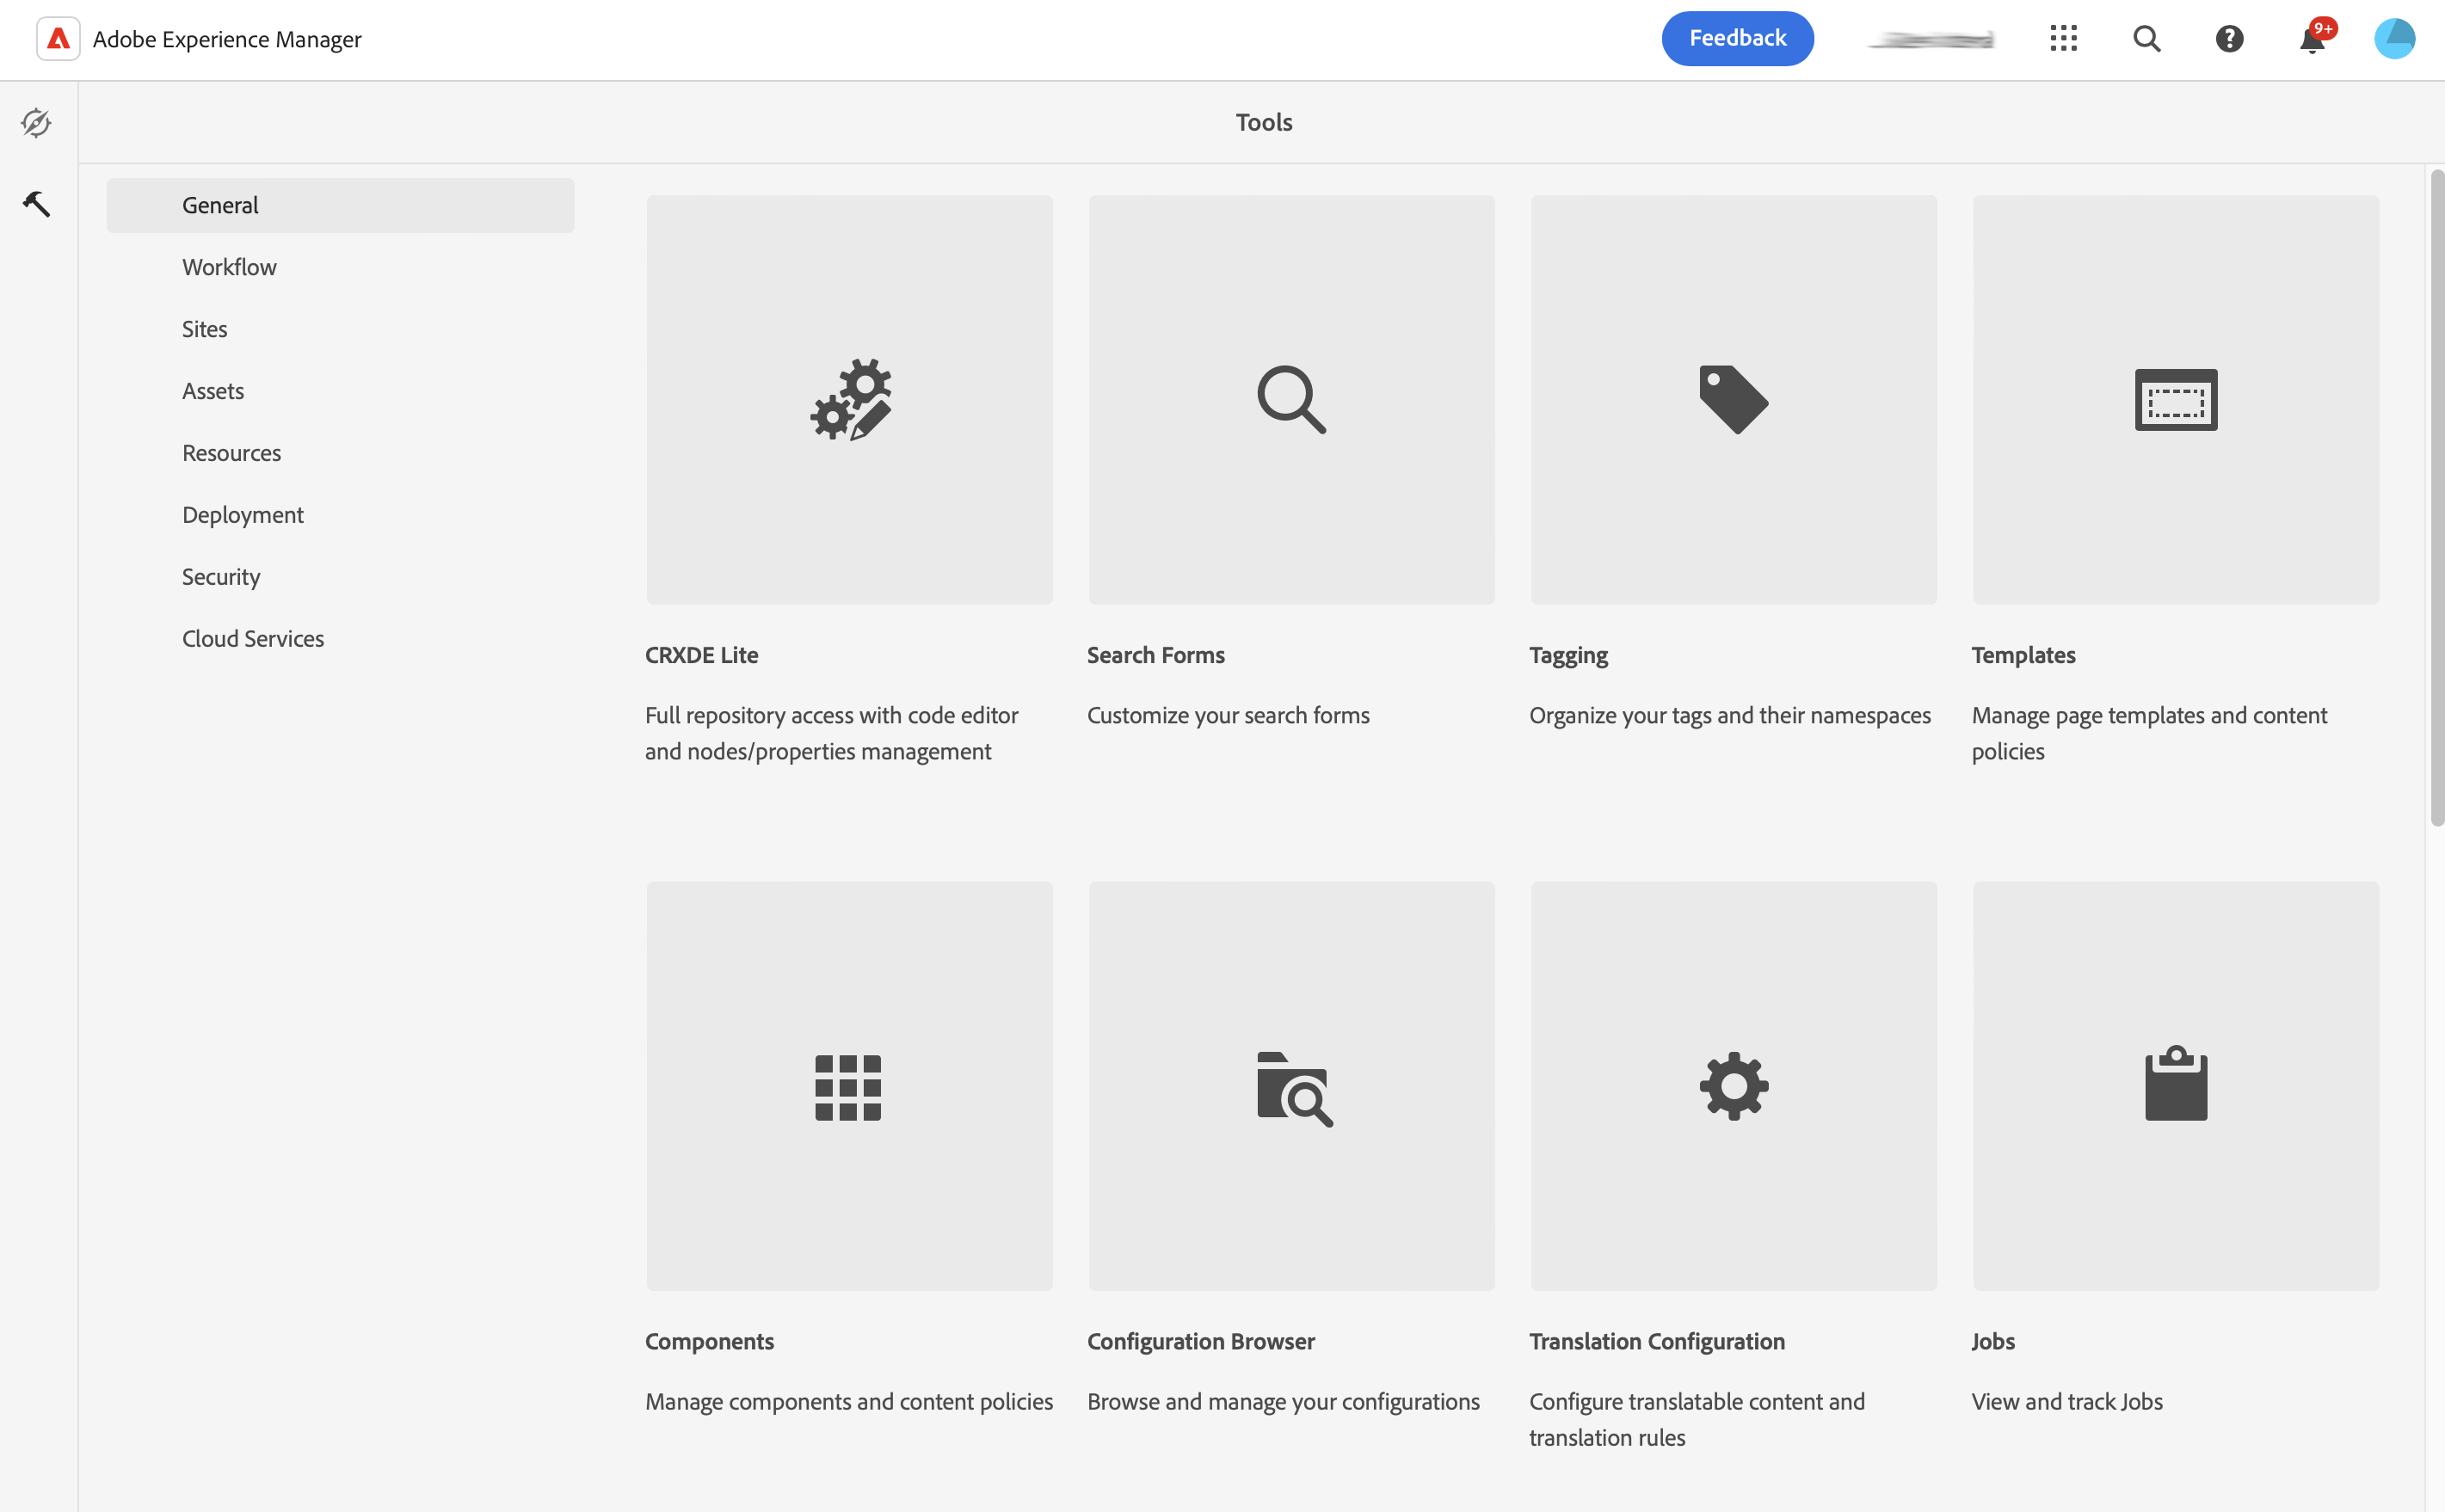 Adobe Experience Manager
Feedback
9+
Tools
General
Workflow
Sites
Assets
Resources
Deployment
Security
Cloud Services
CRXDE Lite
Full repository access with code editor
and nodes/properties management
Search Forms
Customize your search forms
Tagging
Organize your tags and their namespaces
Templates
Manage page templates and content
policies
Components
Manage components and content policies
Configuration Browser
Browse and manage your configurations
Translation Configuration
Configure translatable content and
translation rules
Jobs
View and track Jobs